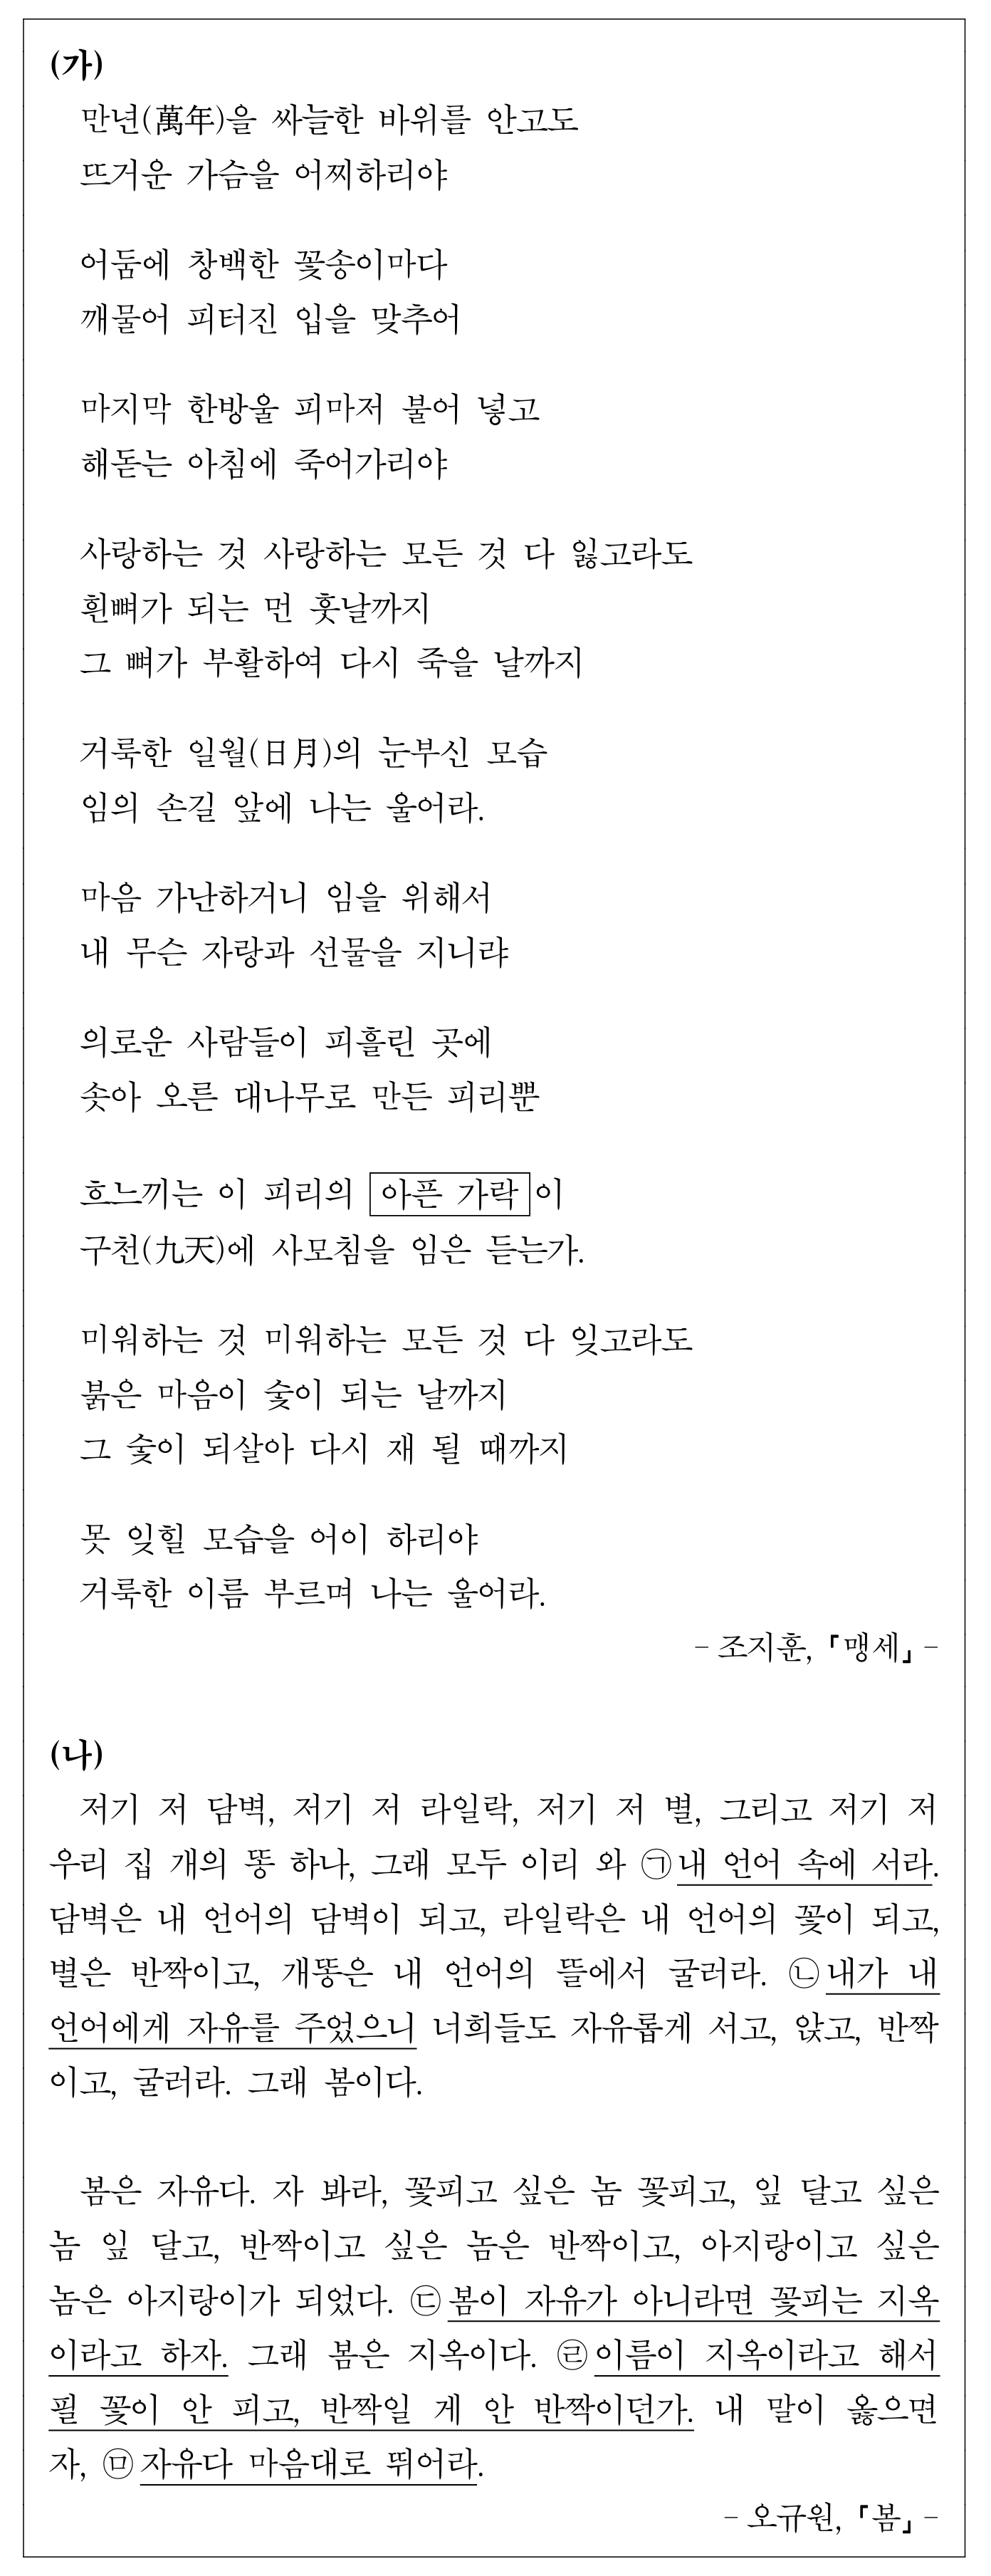 (가)
만년(萬年)을 싸늘한 바위를 안고도
뜨거운 가슴을 어찌하리야
어둠에 창백한 꽃송이마다
깨물어 피터진 입을 맞추어
마지막 한방울 피마저 불어 넣고
해돋는 아침에 죽어가리야
사랑하는 것 사랑하는 모든 것 다 잃고라도
흰뼈가 되는 먼 훗날까지
그 뼈가 부활하여 다시 죽을 날까지
거룩한 일월(日月)의 눈부신 모습
임의 손길 앞에 나는 울어라.
마음 가난하거니 임을 위해서
내 무슨 자랑과 선물을 지니랴
의로운 사람들이 피흘린 곳에
솟아 오른 대나무로 만든 피리뿐
흐느끼는 이 피리의 아픈 가락이
구천(九天)에 사모침을 임은 듣는가.
미워하는 것 미워하는 모든 것 다 잊고라도
붉은 마음이 숯이 되는 날까지
그 숯이 되살아 다시 재 될 때까지
못 잊힐 모습을 어이 하리야
거룩한 이름 부르며 나는 울어라.
- 조지훈, 「맹세」 -
(나)
저기 저 담벽, 저기 저 라일락, 저기 저 별, 그리고 저기 저
우리 집 개의 똥 하나, 그래 모두 이리 와 ㉠내 언어 속에 서라.
담벽은 내 언어의 담벽이 되고, 라일락은 내 언어의 꽃이 되고,
별은 반짝이고, 개똥은 내 언어의 뜰에서 굴러라. ㉡내가 내
언어에게 자유를 주었으니 너희들도 자유롭게 서고, 앉고, 반짝
이고, 굴러라. 그래 봄이다.
봄은 자유다. 자 봐라, 꽃피고 싶은 놈 꽃피고, 잎 달고 싶은
놈 잎 달고, 반짝이고 싶은 놈은 반짝이고, 아지랑이고 싶은
놈은 아지랑이가 되었다. ㉢봄이 자유가 아니라면 꽃피는 지옥
이라고 하자. 그래 봄은 지옥이다. ㉣이름이 지옥이라고 해서
필 꽃이 안 피고, 반짝일 게 안 반짝이던가. 내 말이 옳으면
자, ㉤자유다 마음대로 뛰어라.
- 오규원, 「봄」 -